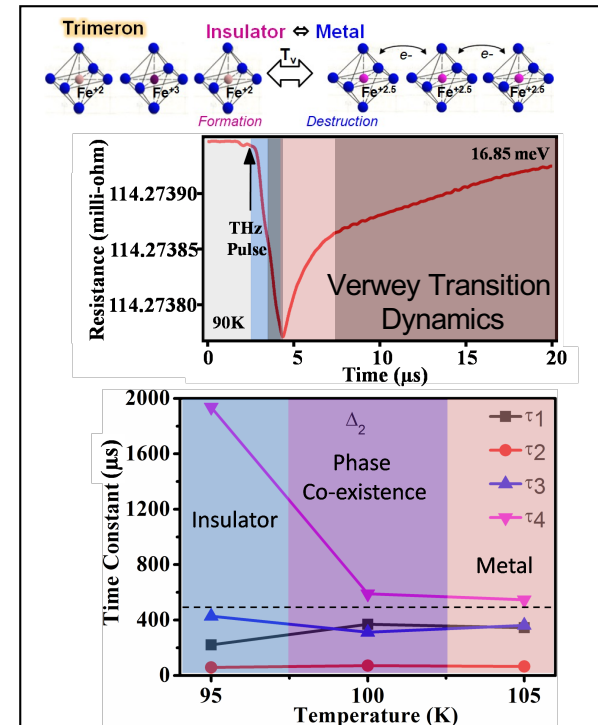 Trimeron
Insulator ⇔ Metal
Tv
e-
e-
Fe+2
Fe+3
Fe+2
Fe+2.5
Fe+2.5
Fe+2.5
Formation
Destruction
Resistance (milli-ohm)
114.27390
114.27385
114.27380
16.85 meV
THz
Pulse
90K
Verwey Transition
Dynamics
0
5
10
15
20
Time (µs)
Time Constant (µs)
2000
1600
1200
800
400
0
Δ2
Phase
Co-existence
Insulator
Metal
τ1
τ2
τ3
τ4
95
100
105
Temperature (K)